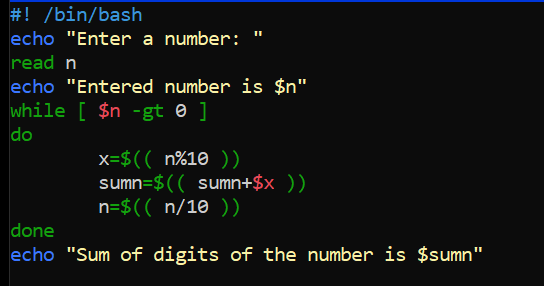 #! /bin/bash
echo "Enter a number: "
read n
echo "Entered number is $n"
while [ $n -gt 0 ]
do
        x=$(( n%10 ))
        sumn=$(( sumn+$x ))
        n=$(( n/10 ))
done
echo "Sum of digits of the number is $sumn"